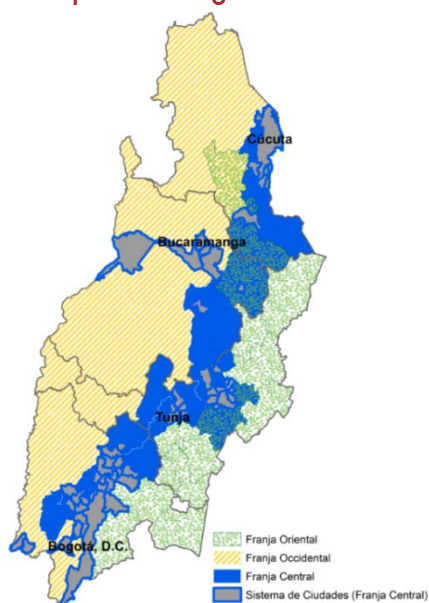 Cúcuta
Bucaramanga
Tunja
Bogotá, D.C.
Franja Oriental
Franja Occidental
Franja Central
Sistema de Ciudades (Franja Central)